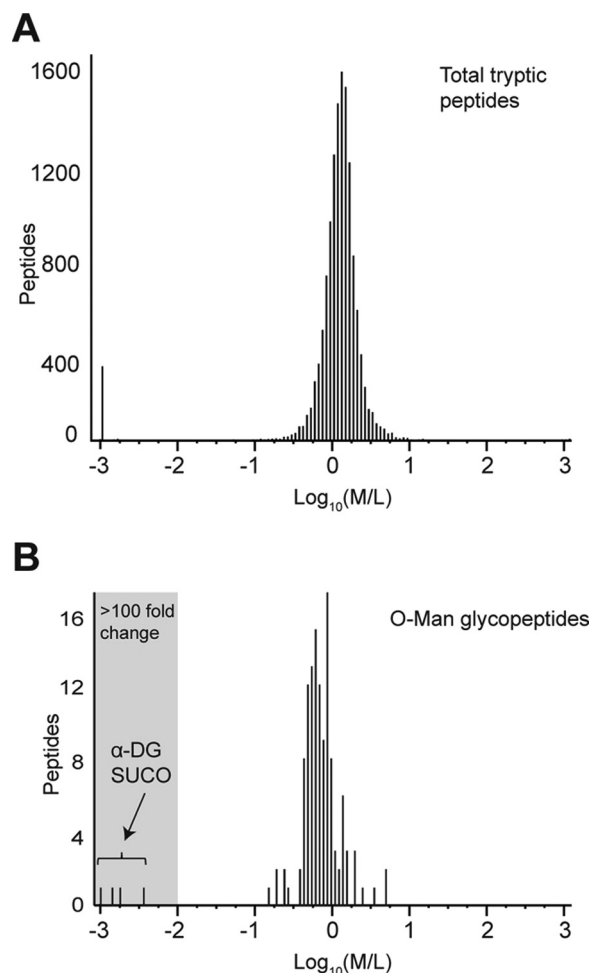 A
1600
Total tryptic
peptides
1200
Peptides
800
400
0
-3 -2 -1 0 1 2 3
Log10(M/L)
B
>100 fold
change
16
O-Man glycopeptides
12
α-DG
SUCO
Peptides
8
4
0
-3 -2 -1 0 1 2 3
Log10(M/L)